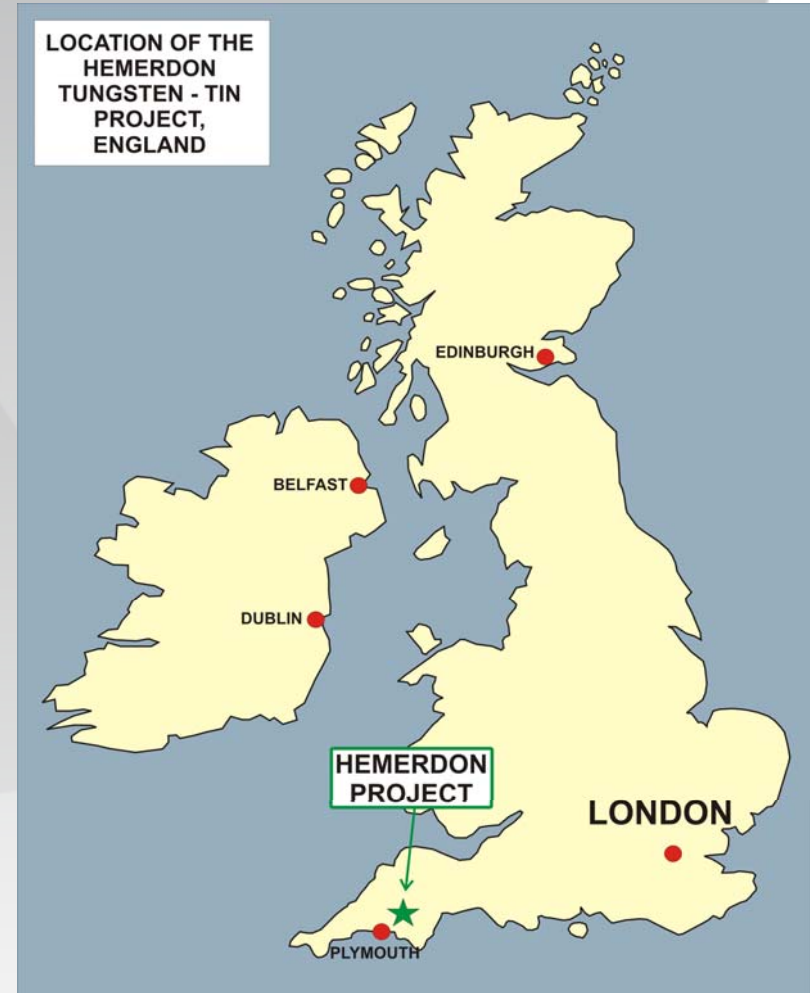 LOCATION OF THE
HEMERDON
TUNGSTEN - TIN
PROJECT,
ENGLAND
EDINBURGH
BELFAST
DUBLIN
HEMERDON
PROJECT
LONDON
PLYMOUTH